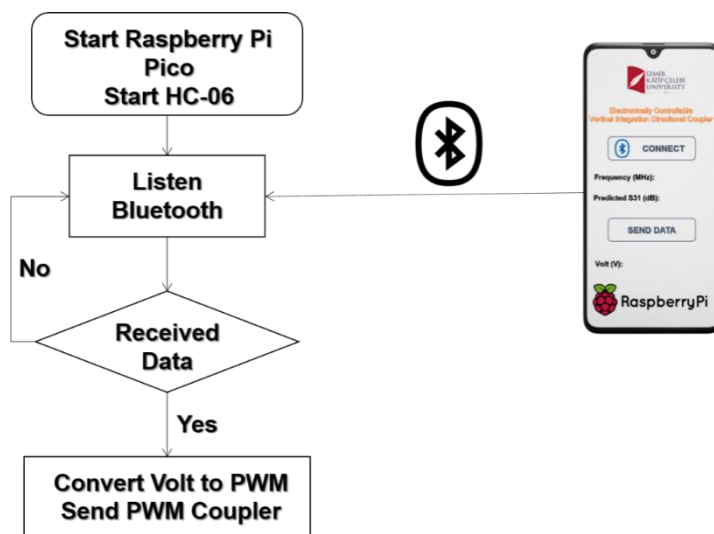 Start Raspberry Pi
Pico
Start HC-06
Listen
Bluetooth
No
Received
Data
Yes
Convert Volt to PWM
Send PWM Coupler
İZMİR
KÂTİP ÇELEBİ
UNIVERSITY
Electronically Controllable
Vertical Integration Directional Coupler
CONNECT
Frequency (MHz):
Predicted S31 (dB):
SEND DATA
Volt (V):
RaspberryPi